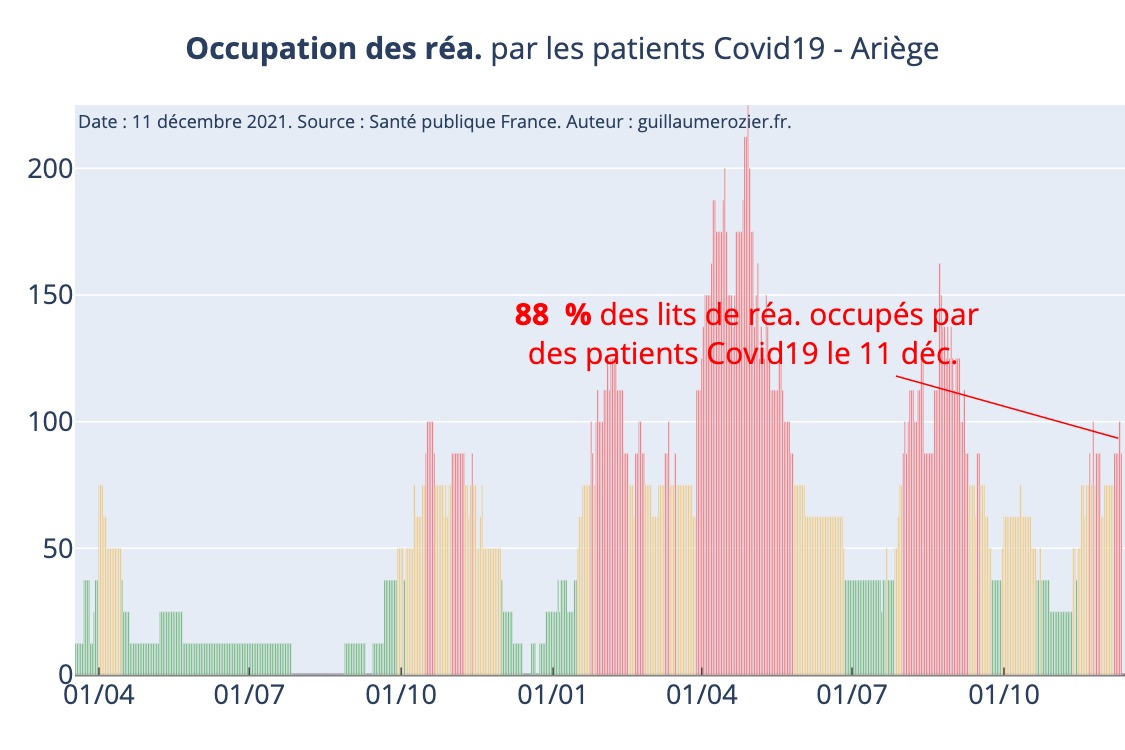 Occupation des réa. par les patients Covid19 - Ariège
Date : 11 décembre 2021. Source : Santé publique France. Auteur : guillaumerozier.fr.
200
150
88 % des lits de réa. occupés par
des patients Covid19 le 11 déc.
100
50
0
01/04 01/07 01/10 01/01 01/04 01/07 01/10